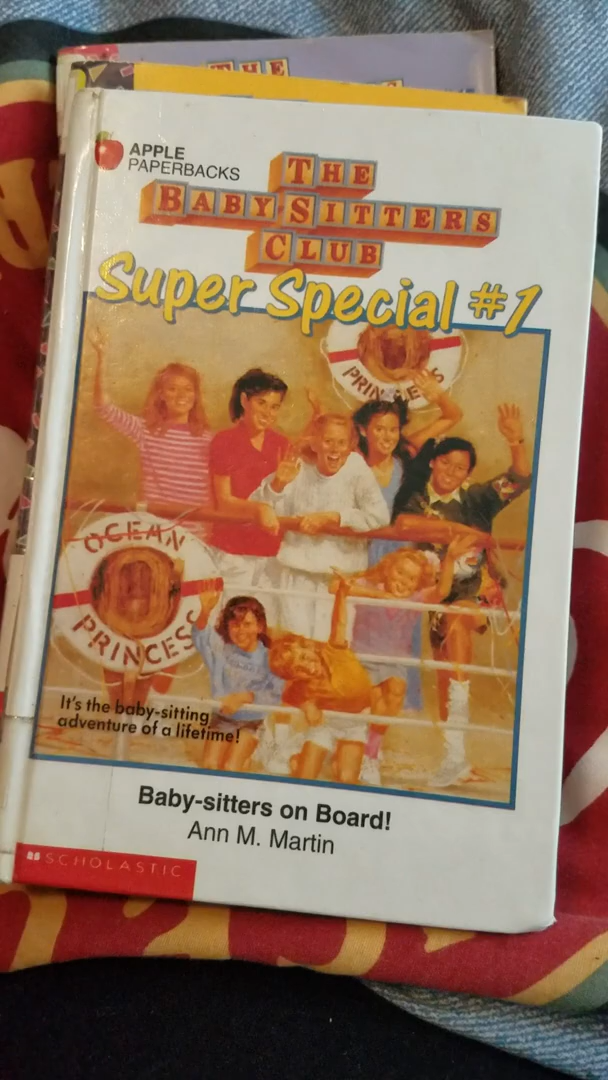 THE
APPLE
PAPERBACKS
THE
BABY-SITTERS
CLUB
Super Special #1
PRINCESS
OCEAN
PRINCESS
It's the baby-sitting
adventure of a lifetime!
Baby-sitters on Board!
Ann M. Martin
SCHOLASTIC